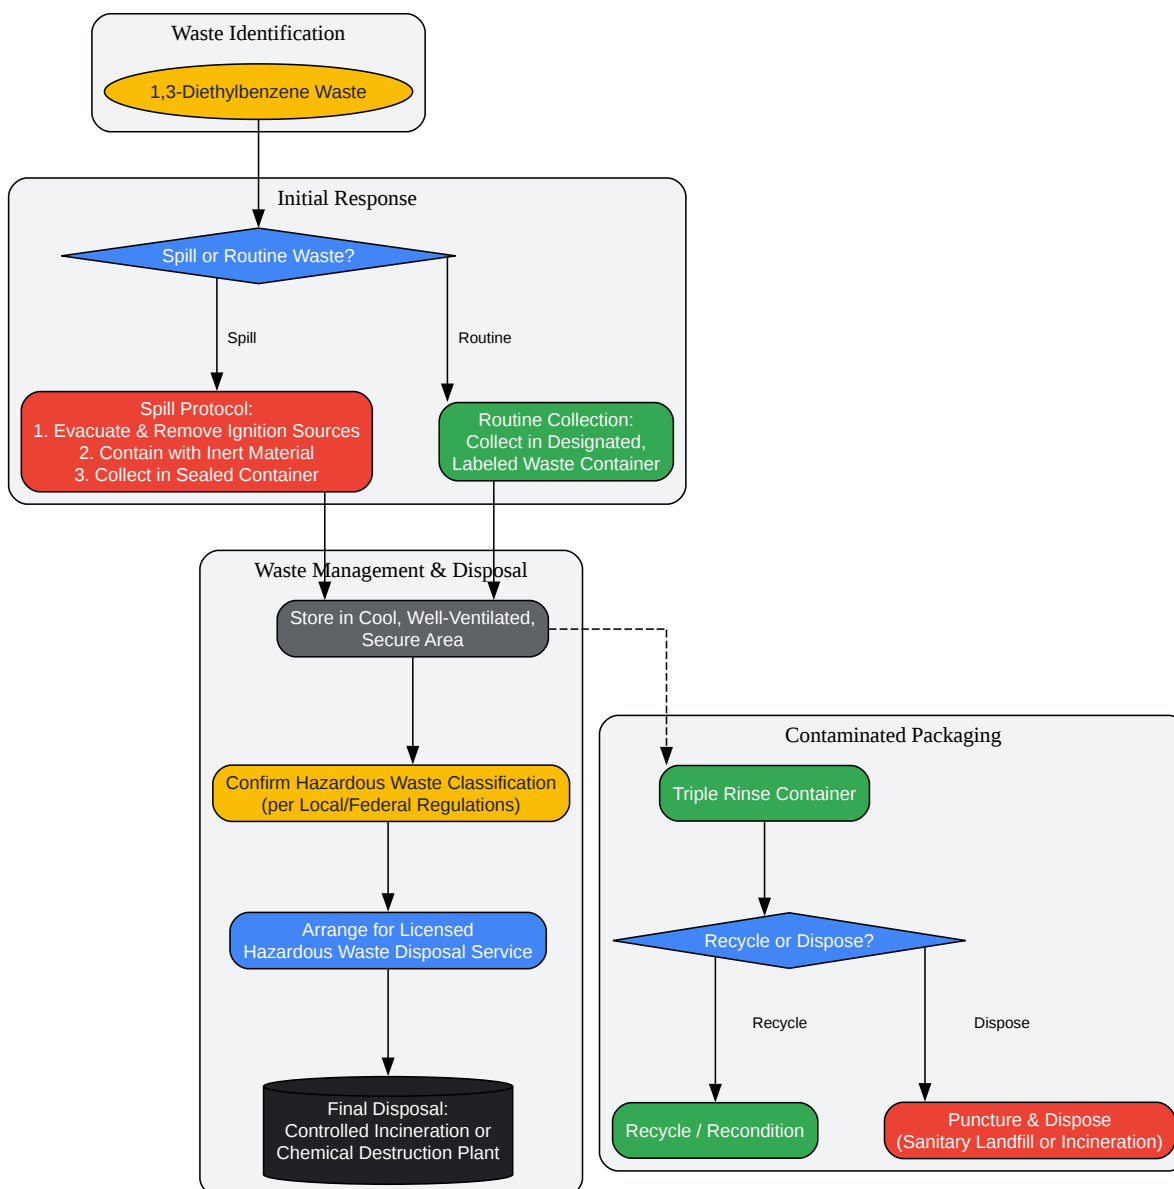 Waste Identification
1,3-Diethylbenzene Waste
Initial Response
Spill or Routine Waste?
Spill
Routine
Spill Protocol:
1. Evacuate & Remove Ignition Sources
2. Contain with Inert Material
3. Collect in Sealed Container
Routine Collection:
Collect in Designated,
Labeled Waste Container
Waste Management & Disposal
Store in Cool, Well-Ventilated,
Secure Area
Confirm Hazardous Waste Classification
(per Local/Federal Regulations)
Arrange for Licensed
Hazardous Waste Disposal Service
Final Disposal:
Controlled Incineration or
Chemical Destruction Plant
Contaminated Packaging
Triple Rinse Container
Recycle or Dispose?
Recycle
Dispose
Recycle / Recondition
Puncture & Dispose
(Sanitary Landfill or Incineration)